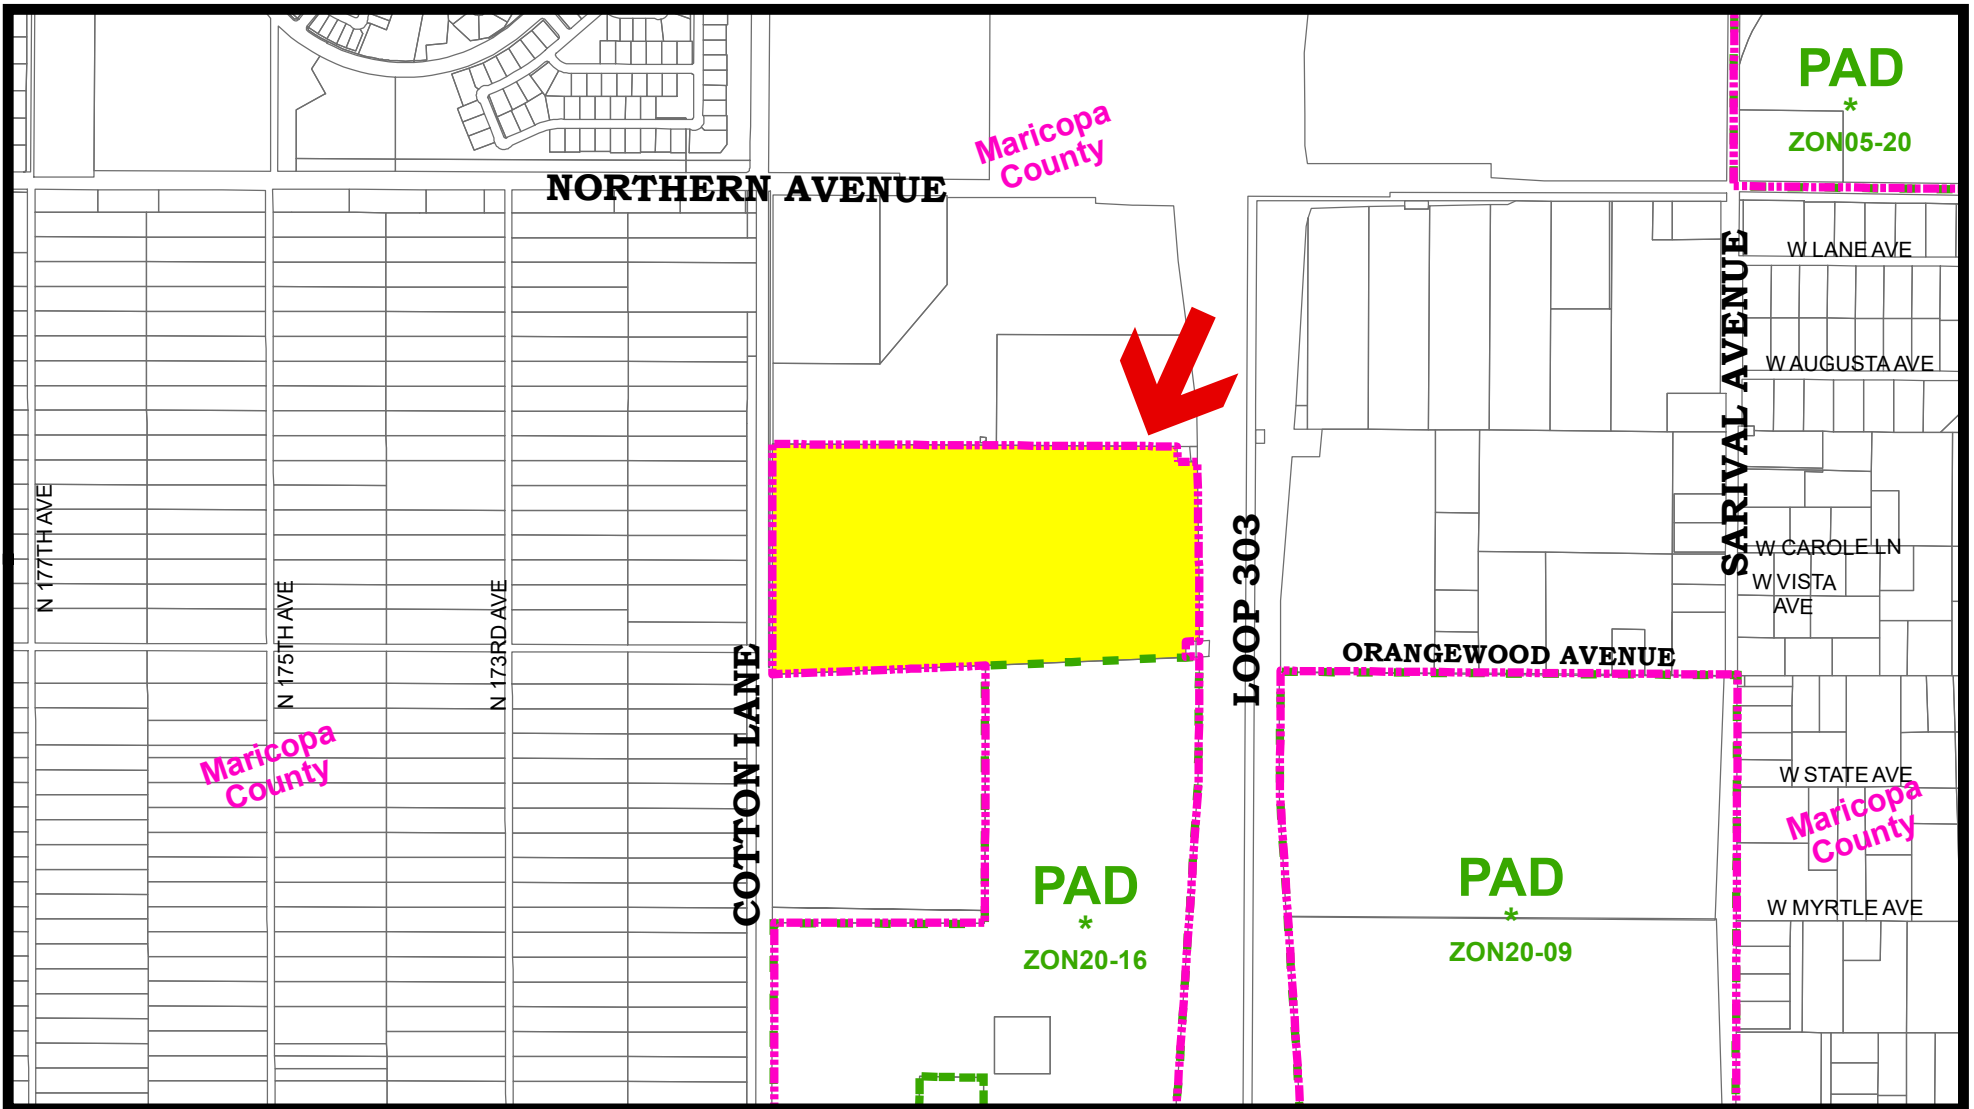 PAD
*
ZON05-20
Maricopa
County
NORTHERN AVENUE
W LANE AVE
SARIVAL AVENUE
W AUGUSTA AVE
N 177TH AVE
LOOP 303
W CAROLE LN
W VISTA
AVE
N 175TH AVE
N 173RD AVE
COTTON LANE
ORANGEWOOD AVENUE
Maricopa
County
W STATE AVE
Maricopa
County
PAD
*
ZON20-16
PAD
*
ZON20-09
W MYRTLE AVE